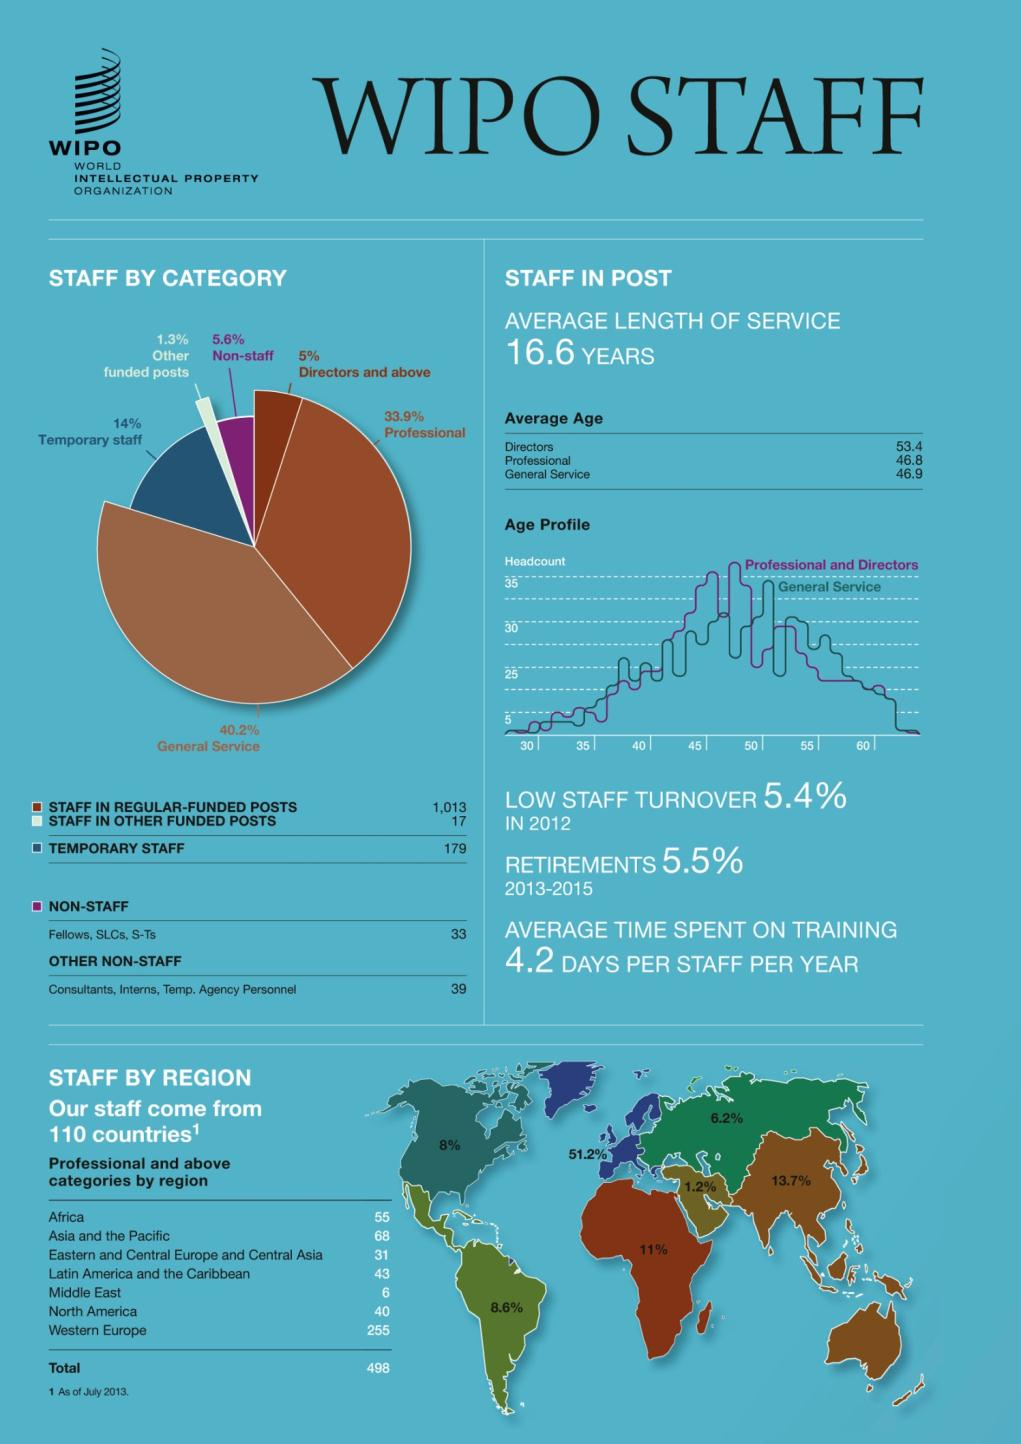 WIPO
WORLD
INTELLECTUAL PROPERTY
ORGANIZATION
WIPO STAFF
STAFF BY CATEGORY
1.3%
Other
funded posts
5.6%
Non-staff
5%
Directors and above
33.9%
Professional
14%
Temporary staff
40.2%
General Service
STAFF IN REGULAR-FUNDED POSTS 1,013
STAFF IN OTHER FUNDED POSTS 17
TEMPORARY STAFF 179
NON-STAFF
Fellows, SLCs, S-Ts 33
OTHER NON-STAFF
Consultants, Interns, Temp. Agency Personnel 39
STAFF IN POST
AVERAGE LENGTH OF SERVICE
16.6 YEARS
Average Age
Directors 53.4
Professional 46.8
General Service 46.9
Age Profile
Headcount
Professional and Directors
General Service
35
30
25
5
30 35 40 45 50 55 60
LOW STAFF TURNOVER 5.4%
IN 2012
RETIREMENTS 5.5%
2013-2015
AVERAGE TIME SPENT ON TRAINING
4.2 DAYS PER STAFF PER YEAR
STAFF BY REGION
Our staff come from
110 countries1
Professional and above
categories by region
Africa 55
Asia and the Pacific 68
Eastern and Central Europe and Central Asia 31
Latin America and the Caribbean 43
Middle East 6
North America 40
Western Europe 255
Total 498
1 As of July 2013.
8%
51.2%
6.2%
1.2%
13.7%
11%
8.6%